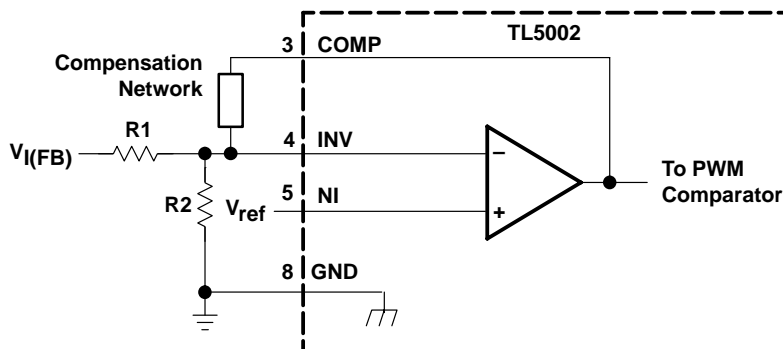 TL5002
3 COMP
Compensation
Network
R1
VI(FB)
4 INV
−
To PWM
Comparator
5 NI
Vref
+
R2
8 GND